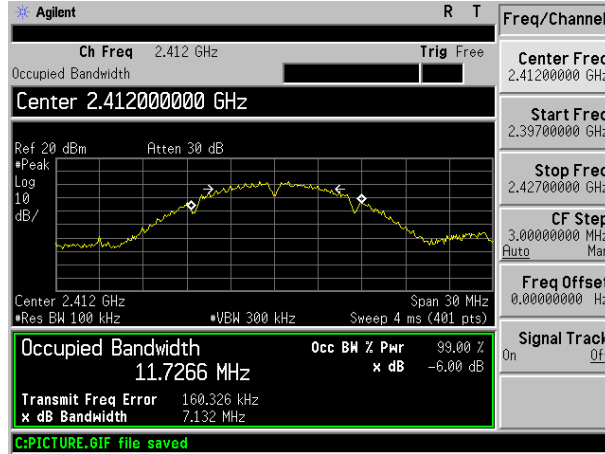 Agilent R T
Ch Freq 2.412 GHz Trig Free
Occupied Bandwidth
Center 2.412000000 GHz
Ref 20 dBm Atten 30 dB
#Peak
Log
10
dB/
Center 2.412 GHz Span 30 MHz
#Res BW 100 kHz #VBW 300 kHz Sweep 4 ms (401 pts)
Occupied Bandwidth Occ BW % Pwr 99.00 %
11.7266 MHz x dB -6.00 dB
Transmit Freq Error 160.326 kHz
x dB Bandwidth 7.132 MHz
C:PICTURE.GIF file saved
Freq/Channel
Center Freq
2.41200000 GHz
Start Freq
2.39700000 GHz
Stop Freq
2.42700000 GHz
CF Step
3.00000000 MHz
Auto Man
Freq Offset
0.00000000 Hz
Signal Track
On Off